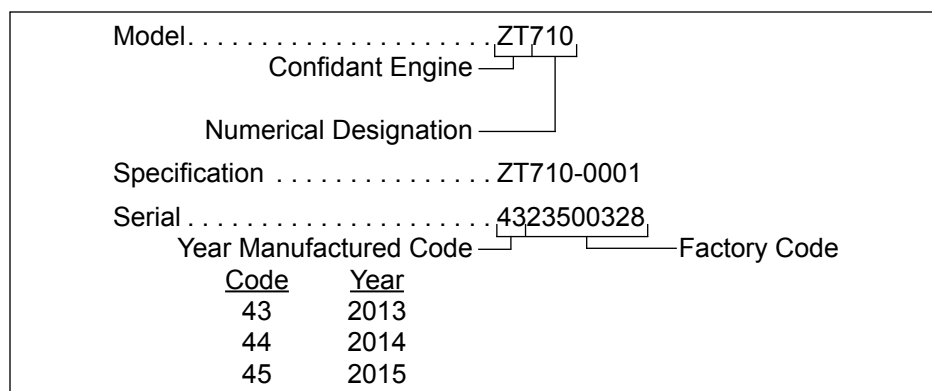 Model. . . . . . . . . . . . . . . . . . . . . ZT710
Confidant Engine
Numerical Designation
Specification . . . . . . . . . . . . . . . ZT710-0001
Serial . . . . . . . . . . . . . . . . . . . . . 4323500328
Year Manufactured Code Factory Code
Code Year
43 2013
44 2014
45 2015